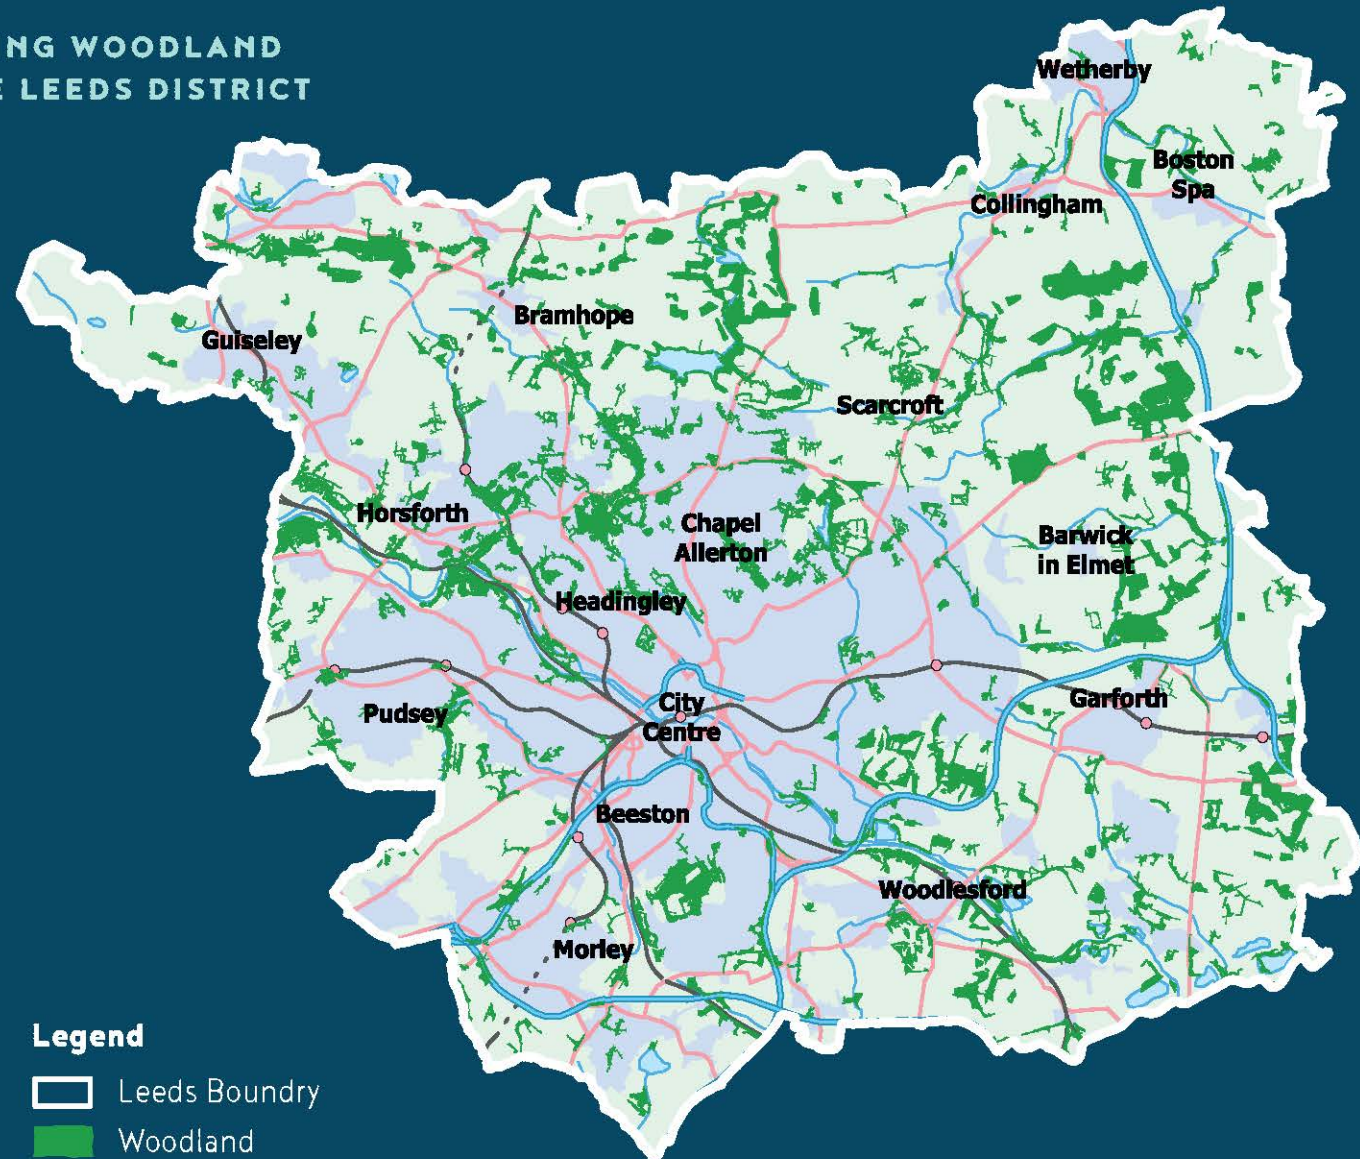 NG WOODLAND
E LEEDS DISTRICT
Wetherby
Boston
Spa
Collingham
Bramhope
Guiseley
Scarcroft
Horsforth
Chapel
Allerton
Barwick
in Elmet
Headingley
City
Centre
Garforth
Pudsey
Beeston
Woodlesford
Morley
Legend
Leeds Boundry
Woodland